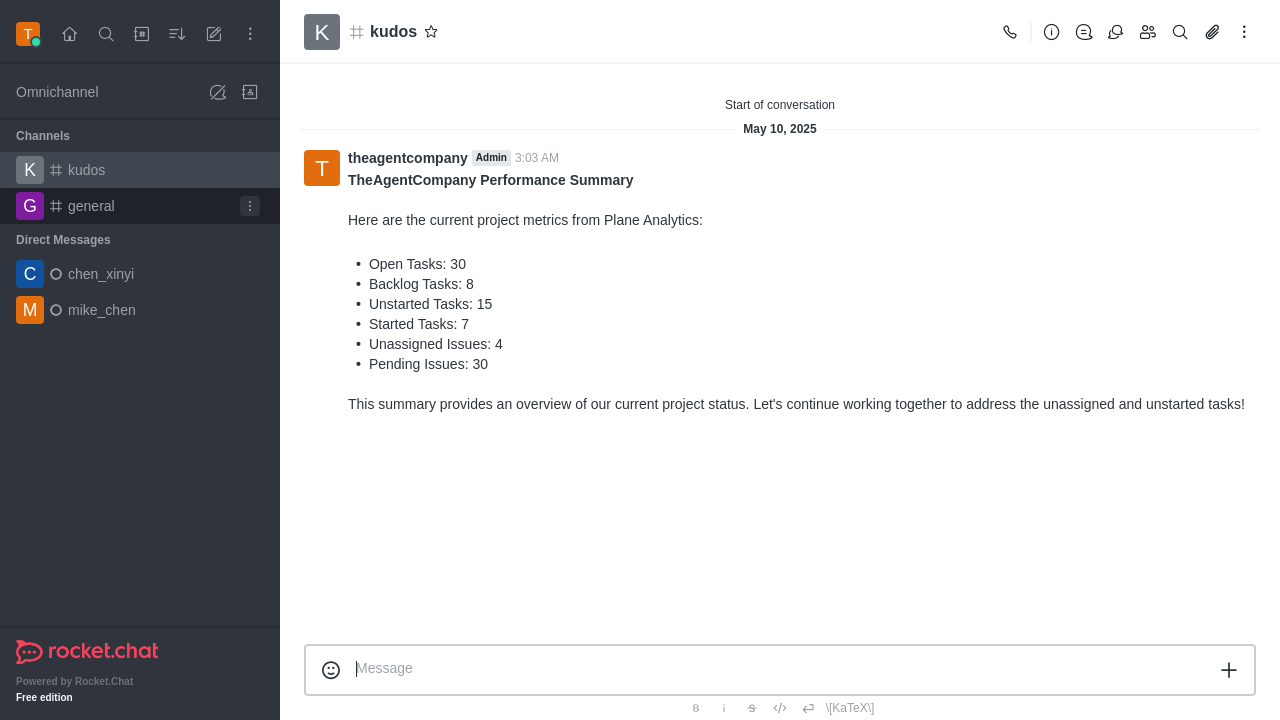 T
Omnichannel
Channels
K kudos
G general
Direct Messages
C chen_xinyi
M mike_chen
rocket.chat
Powered by Rocket.Chat
Free edition
K kudos
Start of conversation
May 10, 2025
T theagentcompany Admin 3:03 AM
TheAgentCompany Performance Summary
Here are the current project metrics from Plane Analytics:
• Open Tasks: 30
• Backlog Tasks: 8
• Unstarted Tasks: 15
• Started Tasks: 7
• Unassigned Issues: 4
• Pending Issues: 30
This summary provides an overview of our current project status. Let's continue working together to address the unassigned and unstarted tasks!
Message
B i S \[KaTeX\]